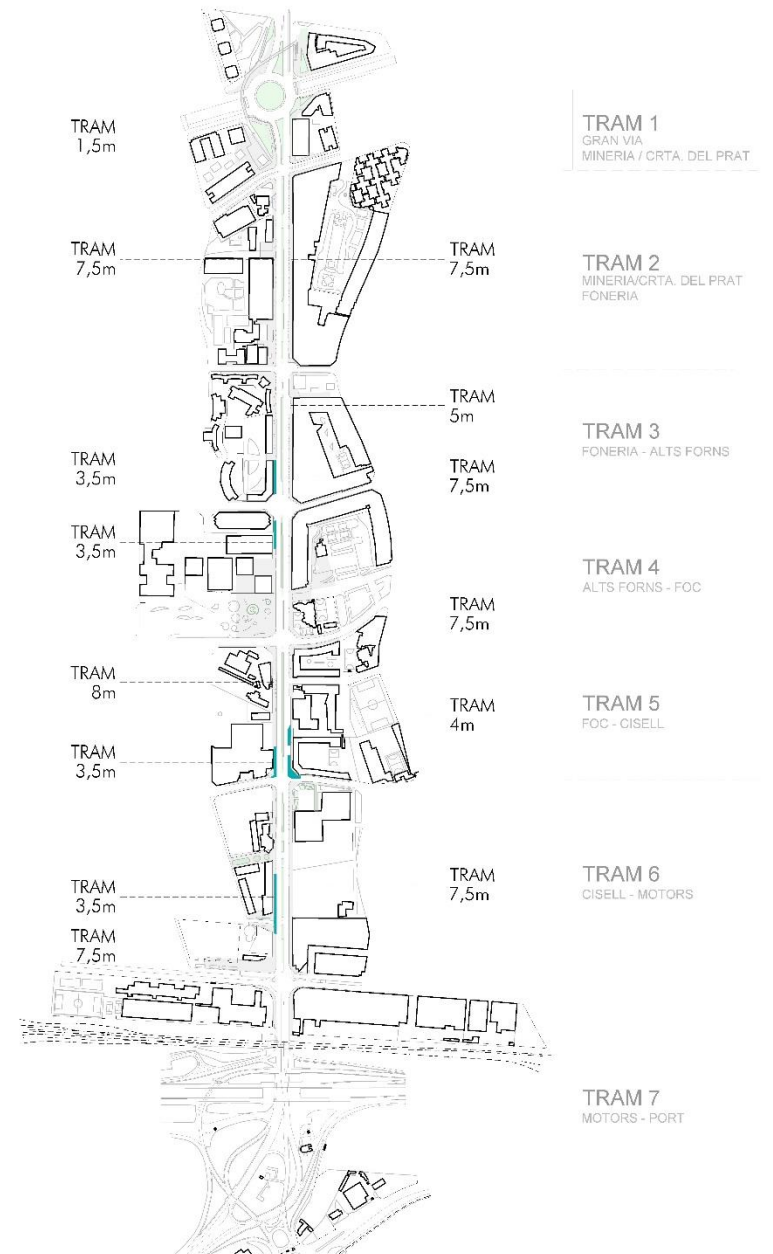 TRAM
1,5m
TRAM 1
GRAN VIA
MINERIA / CRTA. DEL PRAT
TRAM
7,5m
TRAM
7,5m
TRAM 2
MINERIA/CRTA. DEL PRAT
FONERIA
TRAM
5m
TRAM 3
FONERIA - ALTS FORNS
TRAM
3,5m
TRAM
7,5m
TRAM
3,5m
TRAM 4
ALTS FORNS - FOC
TRAM
7,5m
TRAM
8m
TRAM
4m
TRAM 5
FOC - CISELL
TRAM
3,5m
TRAM
3,5m
TRAM
7,5m
TRAM 6
CISELL - MOTORS
TRAM
7,5m
TRAM 7
MOTORS - PORT